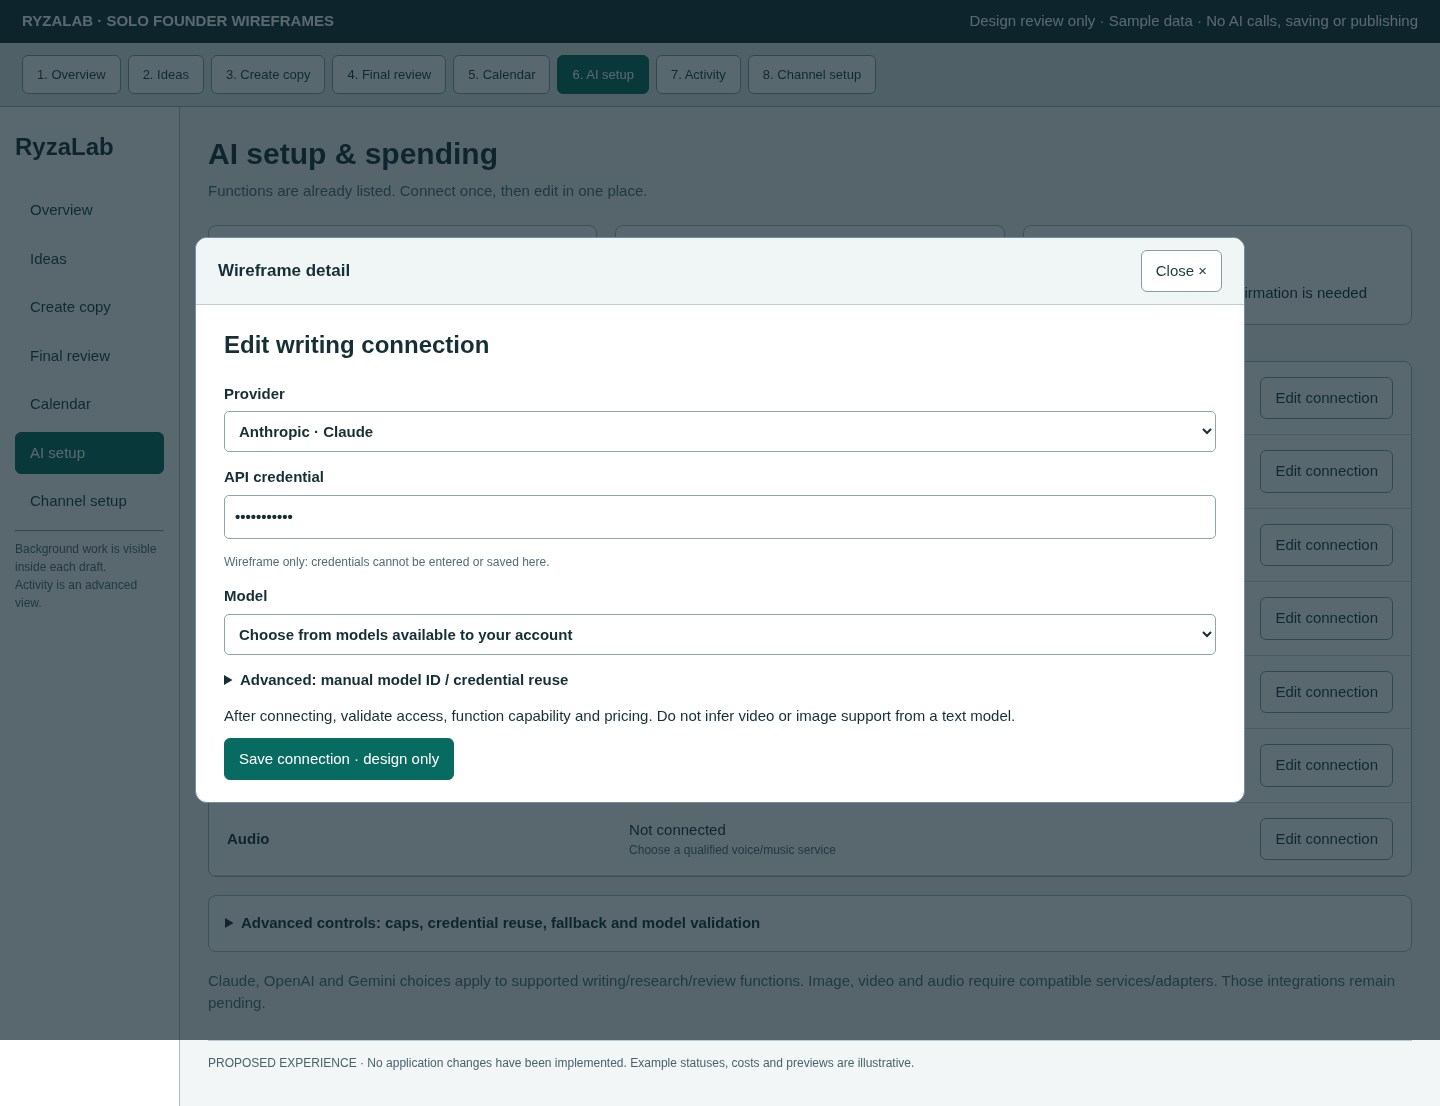 RYZALAB · SOLO FOUNDER WIREFRAMES
Design review only · Sample data · No AI calls, saving or publishing
1. Overview
2. Ideas
3. Create copy
4. Final review
5. Calendar
6. AI setup
7. Activity
8. Channel setup
RyzaLab
Overview
Ideas
Create copy
Final review
Calendar
AI setup
Channel setup
Background work is visible
inside each draft.
Activity is an advanced
view.
AI setup & spending
Functions are already listed. Connect once, then edit in one place.
is needed
Wireframe detail
Close ×
Edit writing connection
Provider
Anthropic · Claude
API credential
•••••••••••
Wireframe only: credentials cannot be entered or saved here.
Model
Choose from models available to your account
Advanced: manual model ID / credential reuse
After connecting, validate access, function capability and pricing. Do not infer video or image support from a text model.
Save connection · design only
Edit connection
Edit connection
Edit connection
Edit connection
Edit connection
Edit connection
Audio
Not connected
Choose a qualified voice/music service
Edit connection
Advanced controls: caps, credential reuse, fallback and model validation
Claude, OpenAI and Gemini choices apply to supported writing/research/review functions. Image, video and audio require compatible services/adapters. Those integrations remain
pending.
PROPOSED EXPERIENCE · No application changes have been implemented. Example statuses, costs and previews are illustrative.